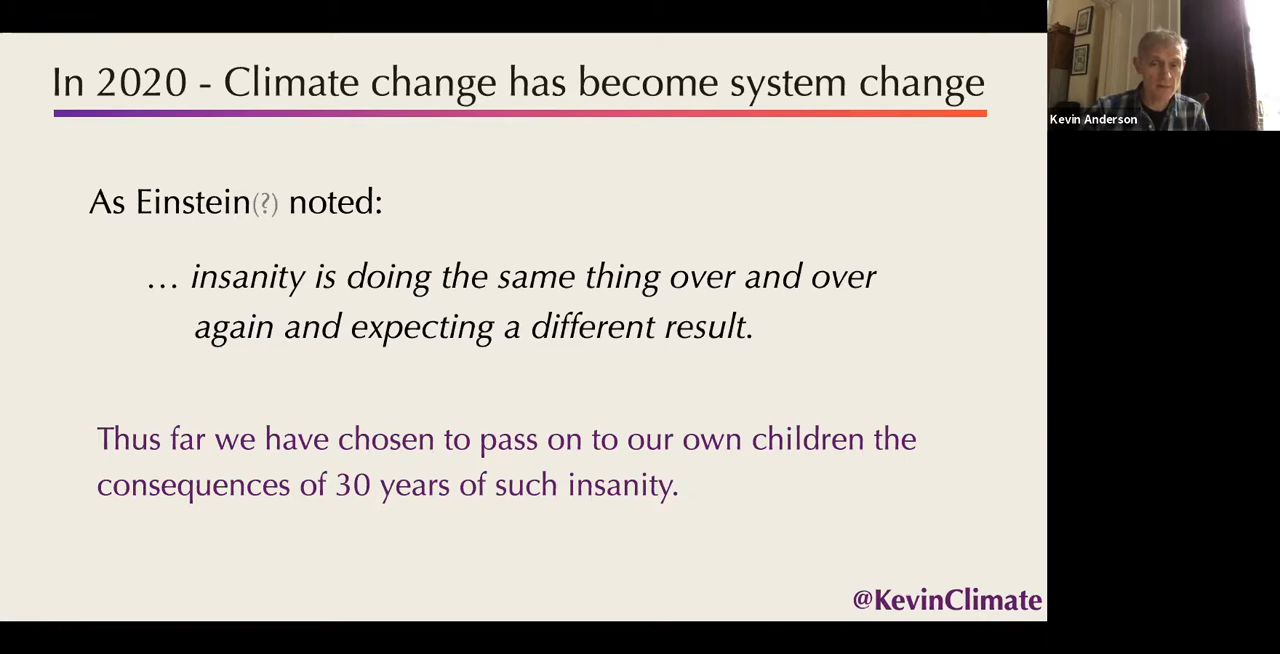 In 2020 - Climate change has become system change
Kevin Anderson
As Einstein(?) noted:
… insanity is doing the same thing over and over
again and expecting a different result.
Thus far we have chosen to pass on to our own children the
consequences of 30 years of such insanity.
@KevinClimate